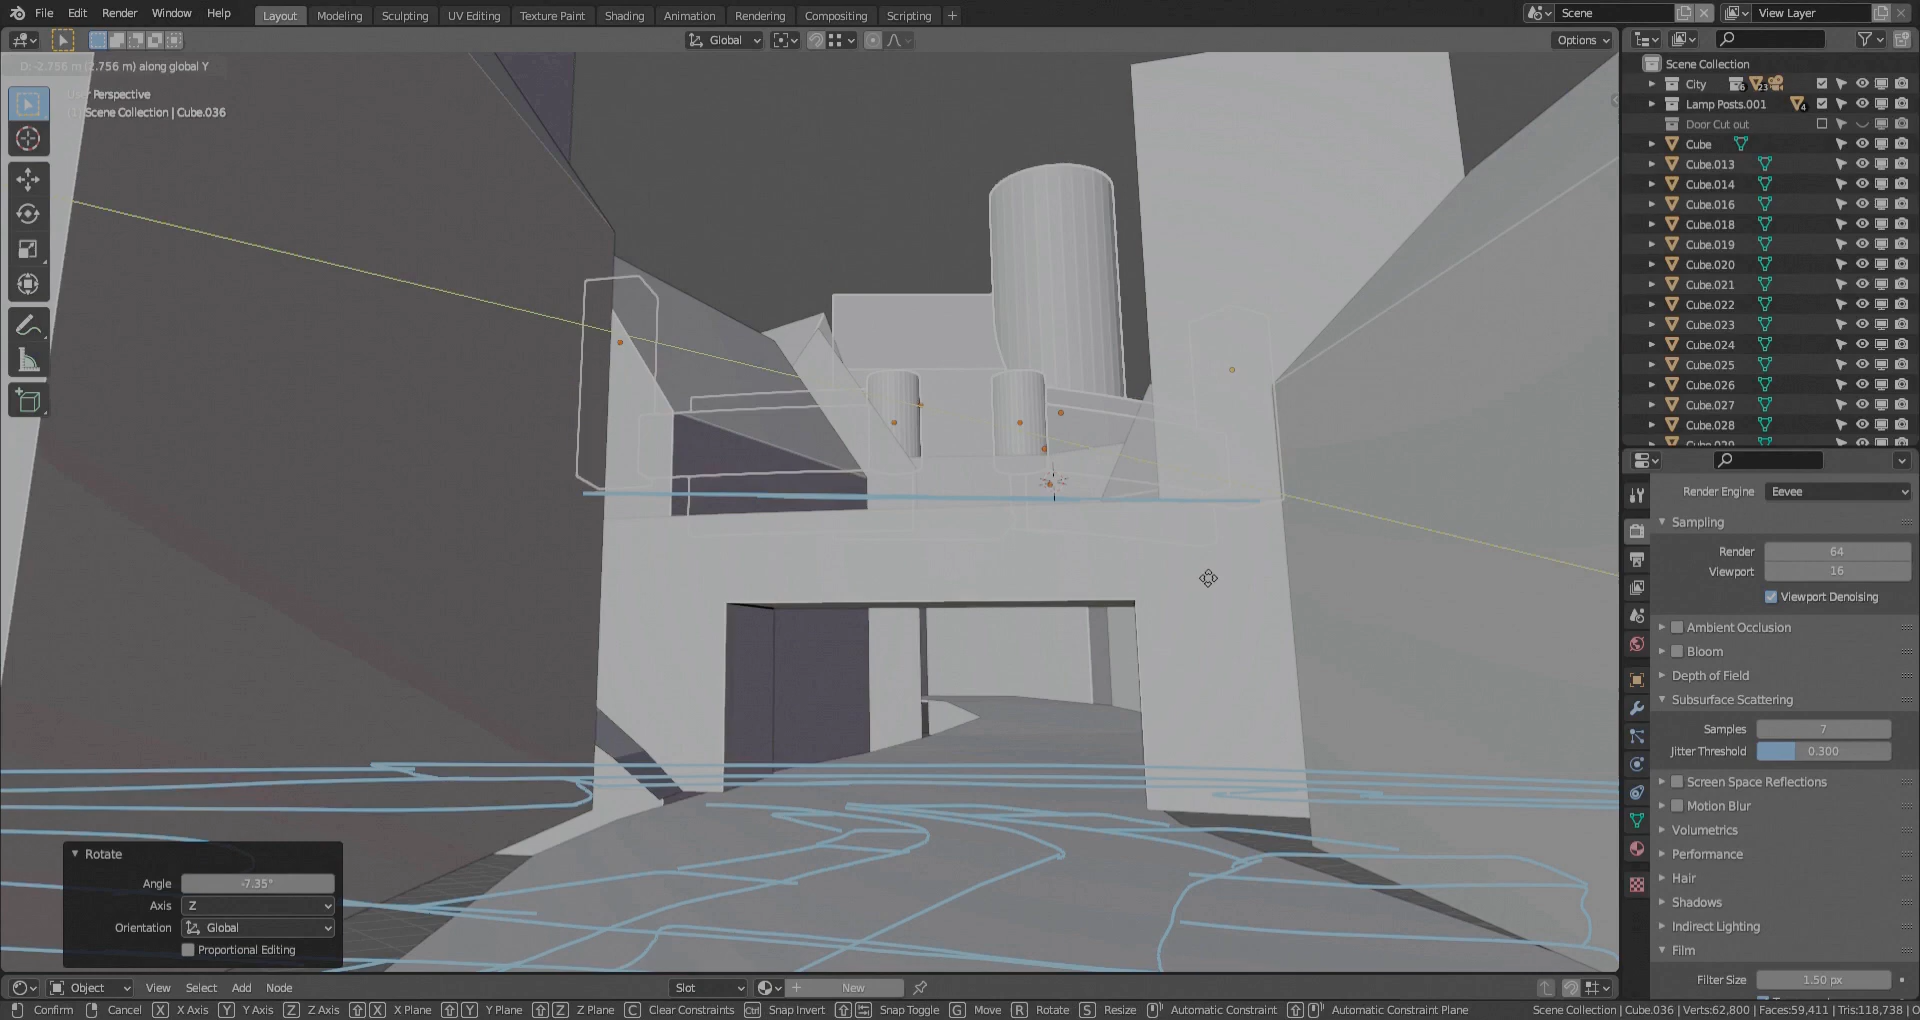 File Edit Render Window Help Layout Modeling Sculpting UV Editing Texture Paint Shading Animation Rendering Compositing Scripting + Scene View Layer
Global Options
D: -2.756 m (2.756 m) along global Y
User Perspective
(1) Scene Collection | Cube.036
Scene Collection
City 6 23
Lamp Posts.001 4
Door Cut out
Cube
Cube.013
Cube.014
Cube.016
Cube.018
Cube.019
Cube.020
Cube.021
Cube.022
Cube.023
Cube.024
Cube.025
Cube.026
Cube.027
Cube.028
Render Engine Eevee
Sampling
Render 64
Viewport 16
Viewport Denoising
Ambient Occlusion
Bloom
Depth of Field
Subsurface Scattering
Samples 7
Jitter Threshold 0.300
Screen Space Reflections
Motion Blur
Volumetrics
Performance
Hair
Shadows
Indirect Lighting
Film
Filter Size 1.50 px
Rotate
Angle -7.35°
Axis Z
Orientation Global
Proportional Editing
Object View Select Add Node Slot + New
Confirm Cancel X X Axis Y Y Axis Z Z Axis X X Plane Y Y Plane Z Z Plane C Clear Constraints Ctrl Snap Invert Snap Toggle G Move R Rotate S Resize Automatic Constraint Automatic Constraint Plane Scene Collection | Cube.036 | Verts:62,800 | Faces:59,411 | Tris:118,738 | O